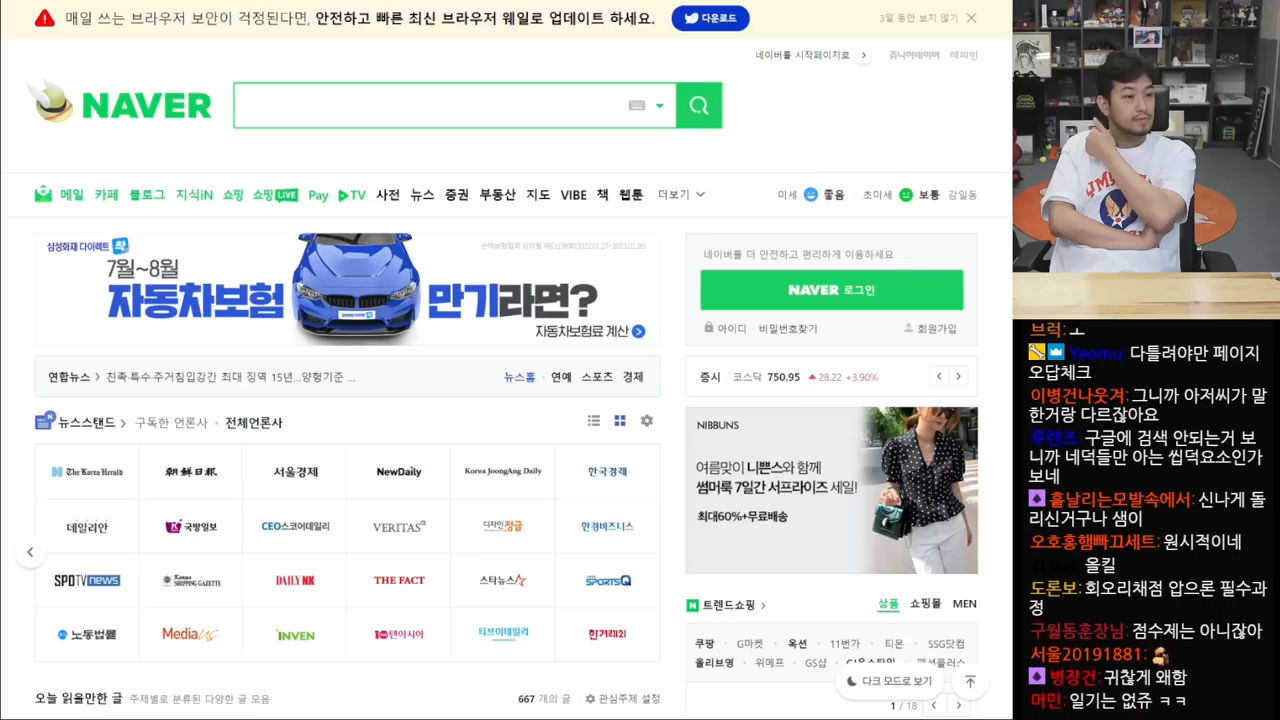 매일 쓰는 브라우저 보안이 걱정된다면, 안전하고 빠른 최신 브라우저 웨일로 업데이트 하세요.
다운로드
3일 동안 보지 않기
네이버를 시작페이지로
쥬니어네이버 해피빈
NAVER
메일 카페 블로그 지식iN 쇼핑 쇼핑LIVE Pay TV 사전 뉴스 증권 부동산 지도 VIBE 책 웹툰 더보기
미세 좋음 초미세 보통 강일동
삼성화재 다이렉트 착
7월~8월
자동차보험 만기라면?
자동차보험료 계산
네이버를 더 안전하고 편리하게 이용하세요
NAVER 로그인
아이디 · 비밀번호찾기 회원가입
연합뉴스 > 친족·특수·주거침입강간 최대 징역 15년…양형기준 ...
뉴스홈 · 연예 스포츠 경제
증시 코스닥 750.95 ▲ 28.22 +3.90%
뉴스스탠드 > 구독한 언론사 · 전체언론사
The Korea Herald 朝鮮日報 서울경제 NewDaily Korea JoongAng Daily 한국경제
데일리안 국방일보 CEO스코어데일리 VERITASα 디자인정글 한경비즈니스
SPOTV news Korea SHIPPING GAZETTE DAILY NK THE FACT 스타뉴스 SPORTSQ
노동법률 Mediaus INVEN 10텐아시아 티브이데일리 한겨레21
NIBBUNS
여름맞이 니쁜스와 함께
썸머룩 7일간 서프라이즈 세일!
최대60%+무료배송
트렌드쇼핑 >
상품 쇼핑몰 MEN
쿠팡 G마켓 옥션 11번가 티몬 SSG닷컴
올리브영 위메프 GS샵
다크 모드로 보기
1 / 18
오늘 읽을만한 글 주제별로 분류된 다양한 글 모음
667 개의 글 관심주제 설정
브럭: ㅗ
Yeomu: 다틀려야만 페이지
오답체크
이병건나웃겨: 그니까 아저씨가 말
한거랑 다르잖아요
루렌즈: 구글에 검색 안되는거 보
니까 네덕들만 아는 씹덕요소인가
보네
흩날리는모발속에서: 신나게 돌
리신거구나 샘이
오호홍햄빠끄세트: 원시적이네
올킬
도론보: 회오리채점 압으론 필수과
정
구월동훈장님: 점수제는 아니잖아
서울20191881:
병장건: 귀찮게 왜함
머민: 일기는 없쥬 ㅋㅋ